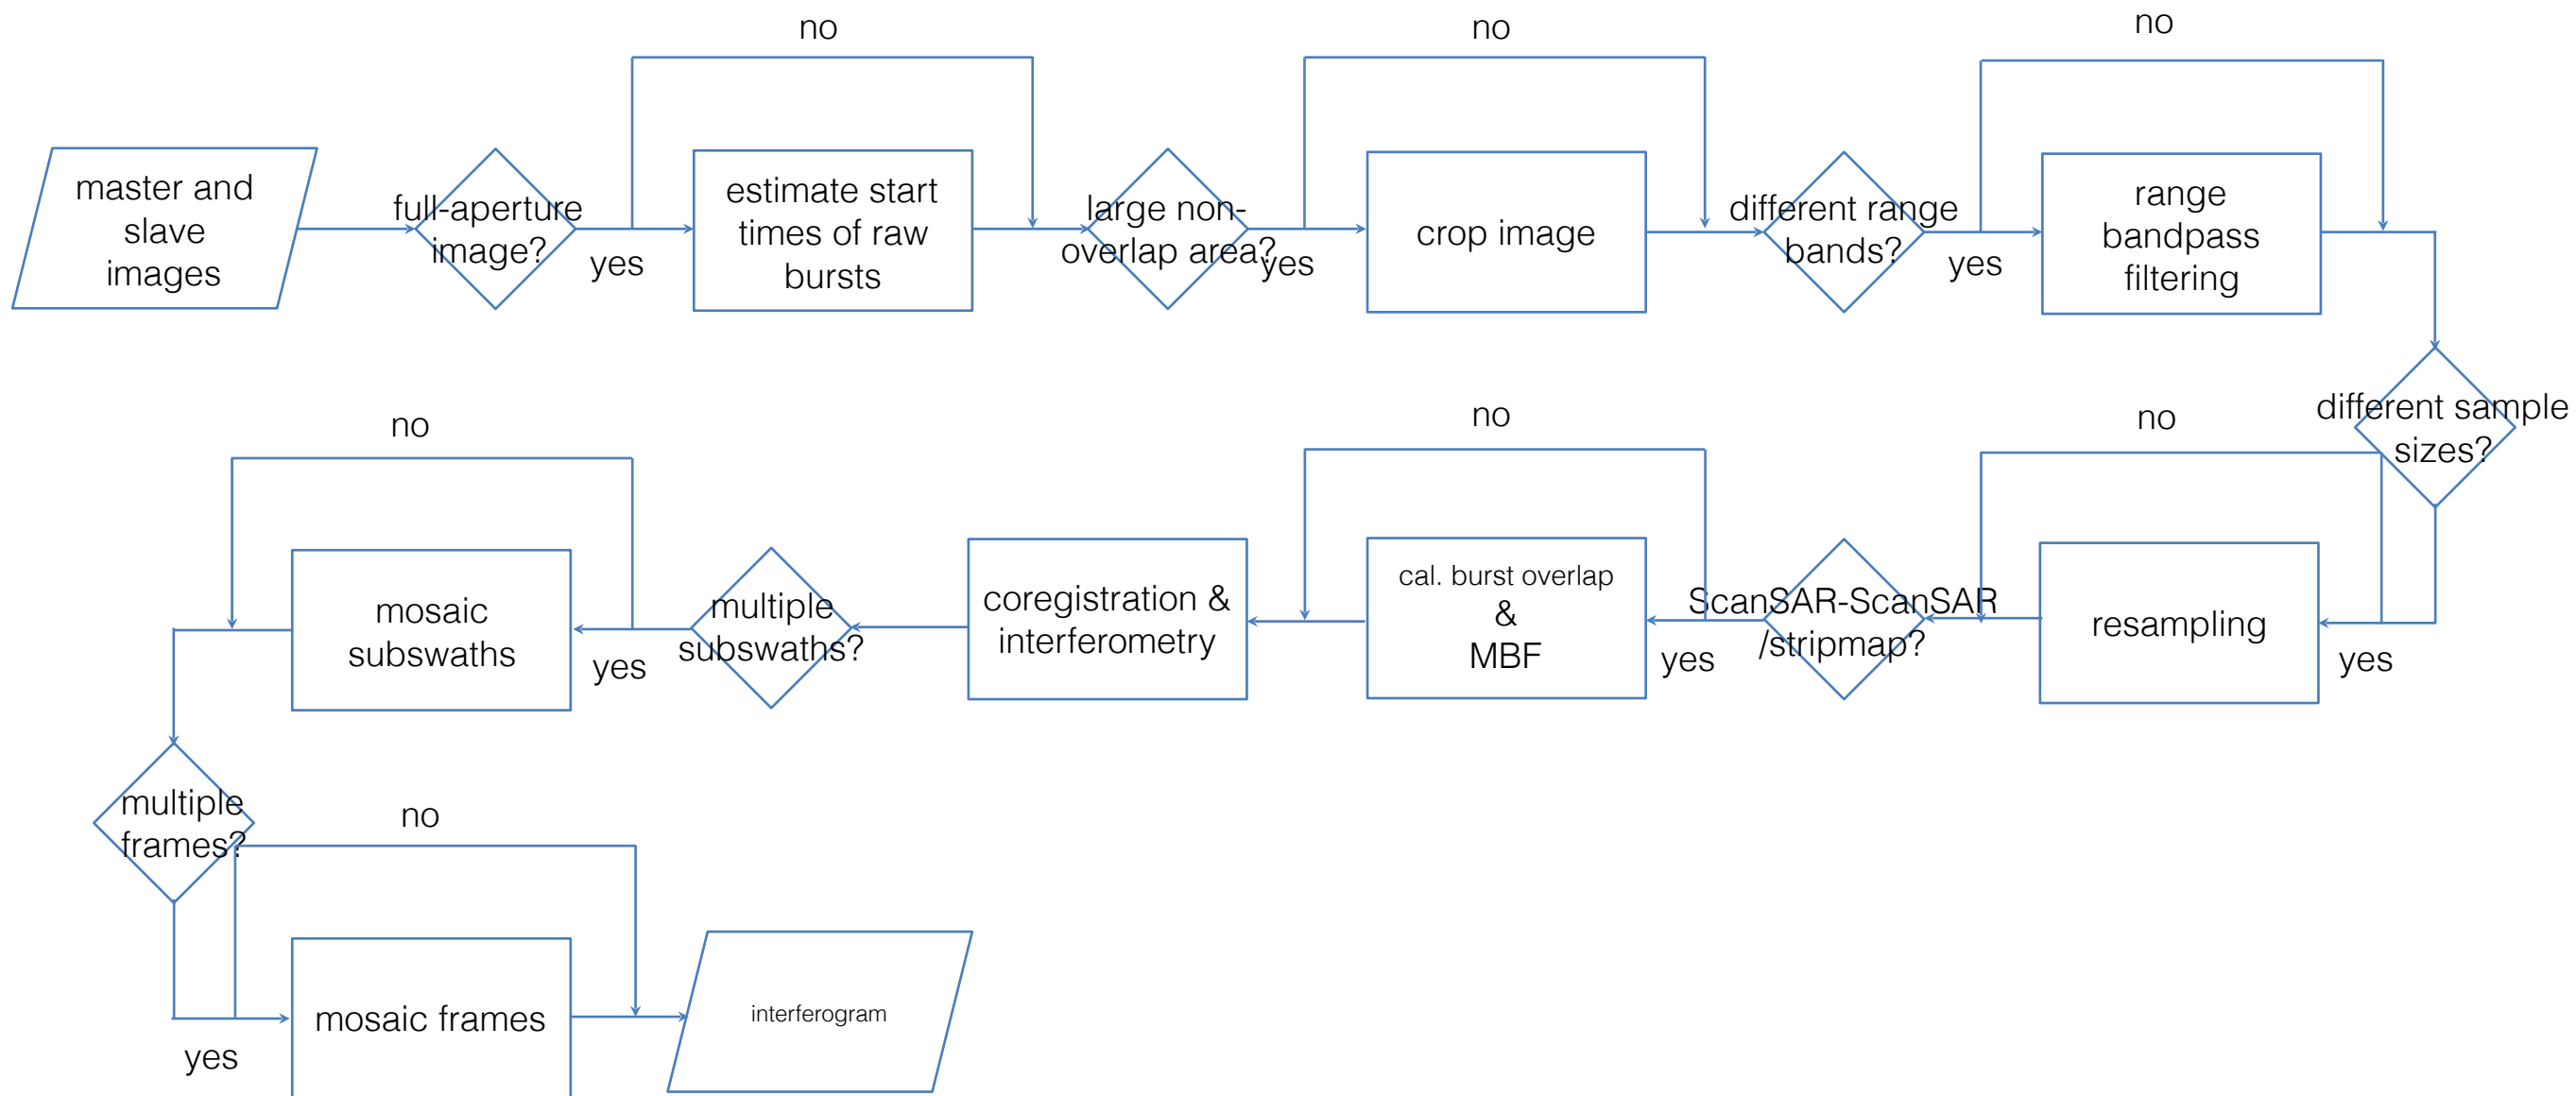 no
no
no
master and
slave
images
full-aperture
image?
yes
estimate start
times of raw
bursts
large non-
overlap area?
yes
crop image
different range
bands?
yes
range
bandpass
filtering
different sample
sizes?
no
no
no
yes
resampling
ScanSAR-ScanSAR
/stripmap?
yes
cal. burst overlap
&
MBF
coregistration &
interferometry
multiple
subswaths?
yes
mosaic
subswaths
multiple
frames?
no
yes
mosaic frames
interferogram